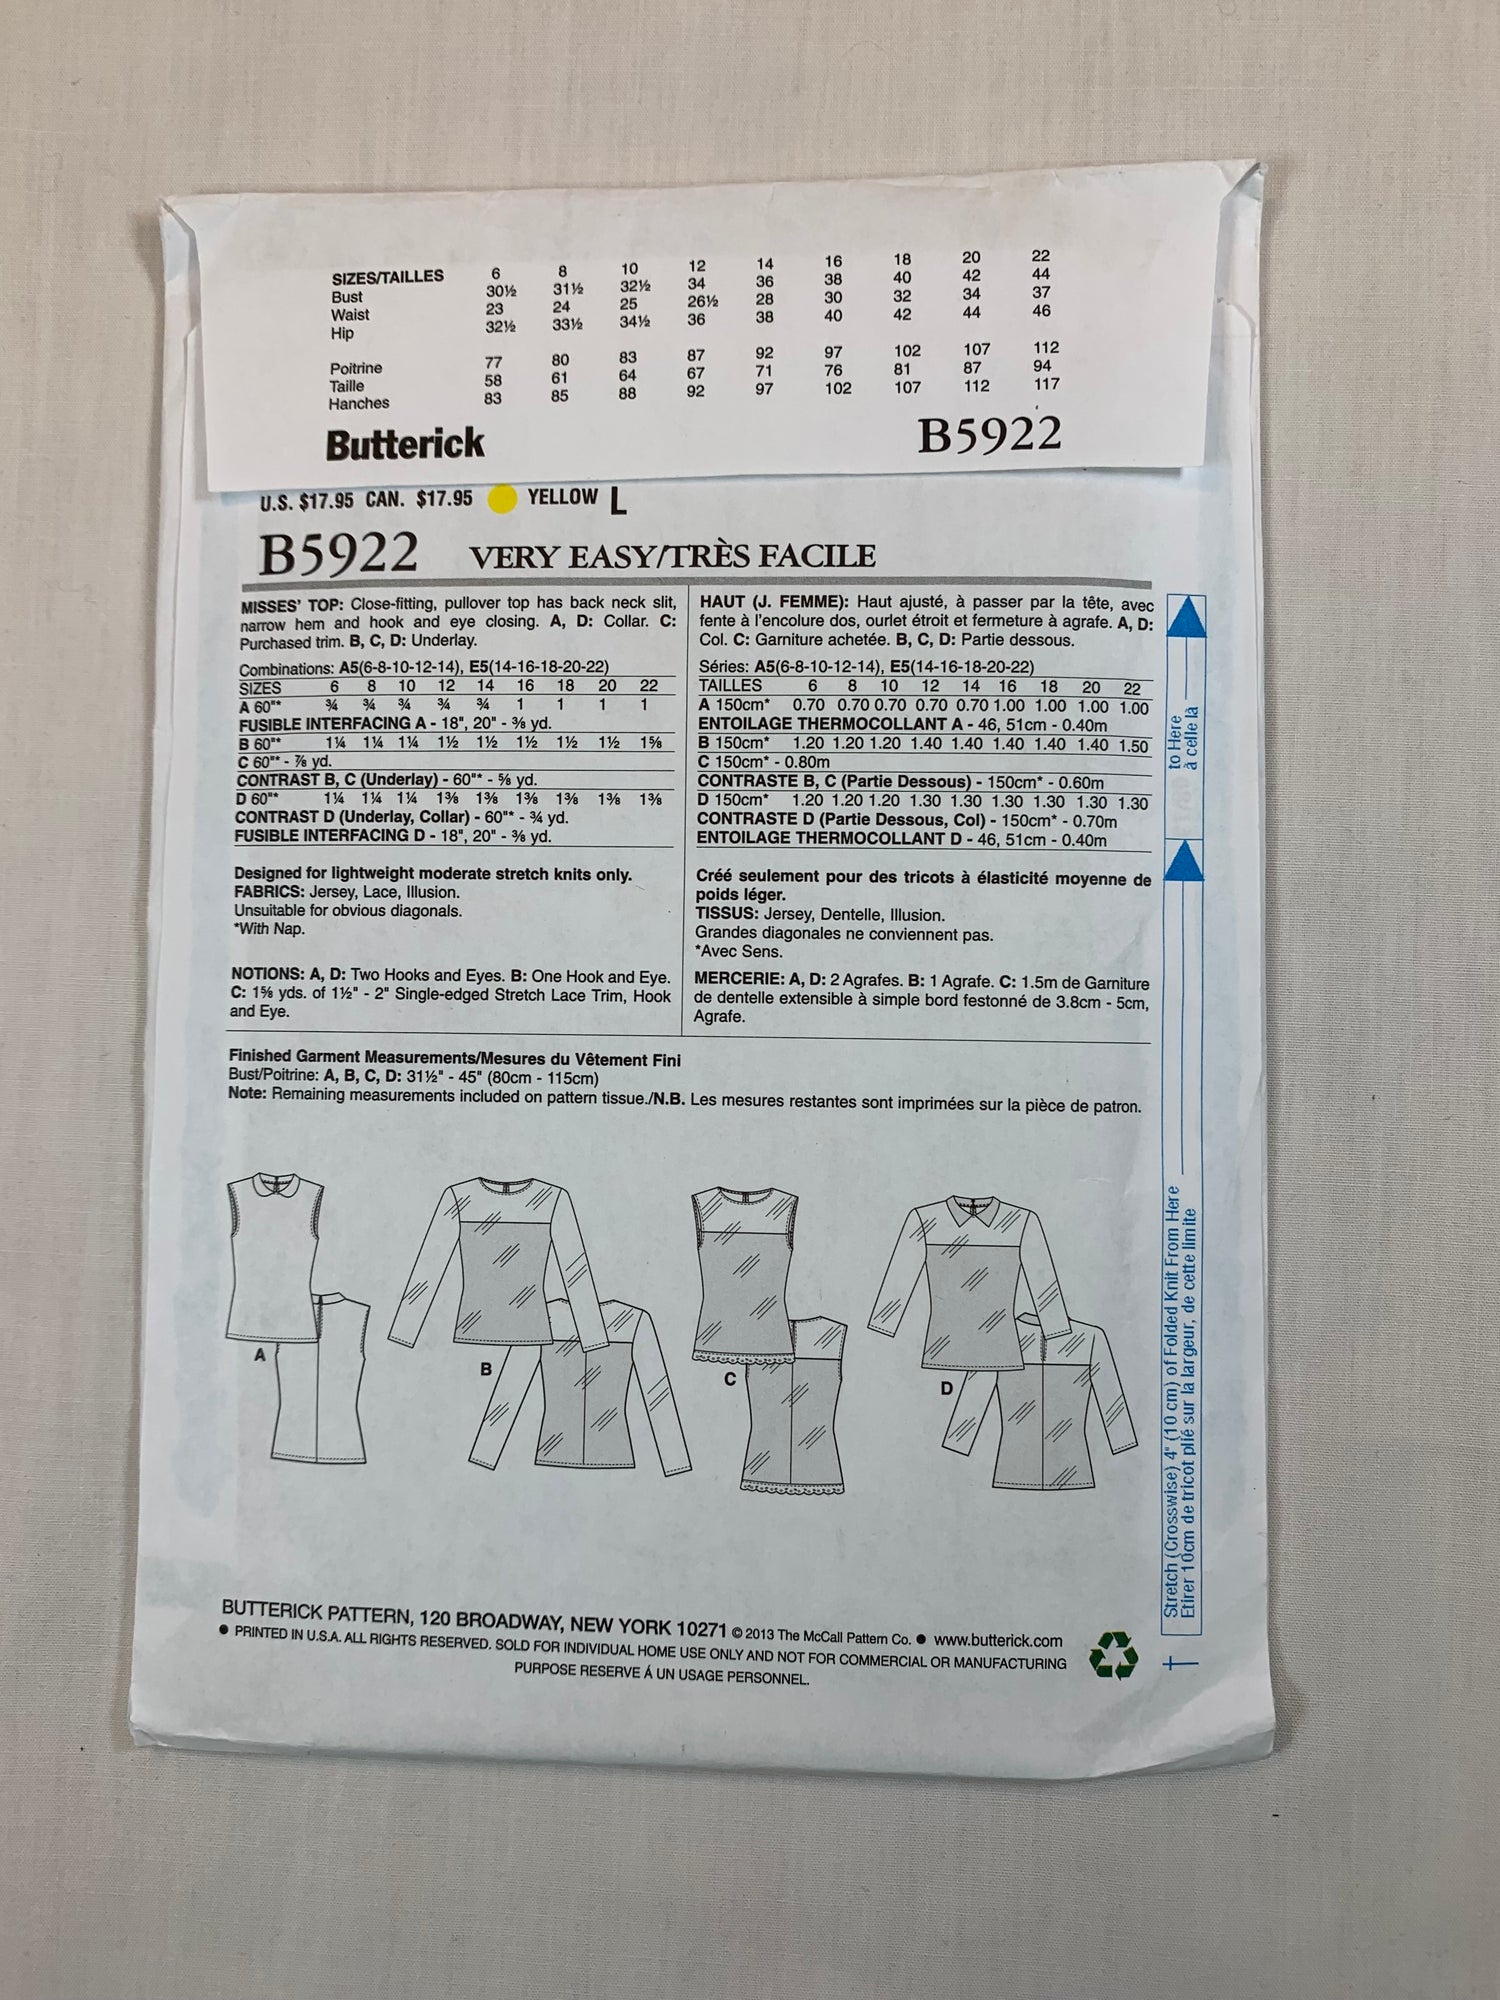 SIZES/TAILLES 6 8 10 12 14 16 18 20 22
Bust 30½ 31½ 32½ 34 36 38 40 42 44
Waist 23 24 25 26½ 28 30 32 34 37
Hip 32½ 33½ 34½ 36 38 40 42 44 46
Poitrine 77 80 83 87 92 97 102 107 112
Taille 58 61 64 67 71 76 81 87 94
Hanches 83 85 88 92 97 102 107 112 117
Butterick B5922
U.S. $17.95 CAN. $17.95 YELLOW L
B5922 VERY EASY/TRÈS FACILE
MISSES' TOP: Close-fitting, pullover top has back neck slit,
narrow hem and hook and eye closing. A, D: Collar. C:
Purchased trim. B, C, D: Underlay.
Combinations: A5(6-8-10-12-14), E5(14-16-18-20-22)
SIZES 6 8 10 12 14 16 18 20 22
A 60"* ¾ ¾ ¾ ¾ ¾ 1 1 1 1
FUSIBLE INTERFACING A - 18", 20" - ⅜ yd.
B 60"* 1¼ 1¼ 1¼ 1½ 1½ 1½ 1½ 1½ 1⅝
C 60"* - ⅞ yd.
CONTRAST B, C (Underlay) - 60"* - ⅝ yd.
D 60"* 1¼ 1¼ 1¼ 1⅜ 1⅜ 1⅜ 1⅜ 1⅜ 1⅜
CONTRAST D (Underlay, Collar) - 60"* - ¾ yd.
FUSIBLE INTERFACING D - 18", 20" - ⅜ yd.
Designed for lightweight moderate stretch knits only.
FABRICS: Jersey, Lace, Illusion.
Unsuitable for obvious diagonals.
*With Nap.
NOTIONS: A, D: Two Hooks and Eyes. B: One Hook and Eye.
C: 1⅝ yds. of 1½" - 2" Single-edged Stretch Lace Trim, Hook
and Eye.
HAUT (J. FEMME): Haut ajusté, à passer par la tête, avec
fente à l'encolure dos, ourlet étroit et fermeture à agrafe. A, D:
Col. C: Garniture achetée. B, C, D: Partie dessous.
Séries: A5(6-8-10-12-14), E5(14-16-18-20-22)
TAILLES 6 8 10 12 14 16 18 20 22
A 150cm* 0.70 0.70 0.70 0.70 0.70 1.00 1.00 1.00 1.00
ENTOILAGE THERMOCOLLANT A - 46, 51cm - 0.40m
B 150cm* 1.20 1.20 1.20 1.40 1.40 1.40 1.40 1.40 1.50
C 150cm* - 0.80m
CONTRASTE B, C (Partie Dessous) - 150cm* - 0.60m
D 150cm* 1.20 1.20 1.20 1.30 1.30 1.30 1.30 1.30 1.30
CONTRASTE D (Partie Dessous, Col) - 150cm* - 0.70m
ENTOILAGE THERMOCOLLANT D - 46, 51cm - 0.40m
Créé seulement pour des tricots à élasticité moyenne de
poids léger.
TISSUS: Jersey, Dentelle, Illusion.
Grandes diagonales ne conviennent pas.
*Avec Sens.
MERCERIE: A, D: 2 Agrafes. B: 1 Agrafe. C: 1.5m de Garniture
de dentelle extensible à simple bord festonné de 3.8cm - 5cm,
Agrafe.
to Here
à celle là
Stretch (Crosswise) 4" (10 cm) of Folded Knit From Here
Etirer 10cm de tricot plié sur la largeur, de cette limite
Finished Garment Measurements/Mesures du Vêtement Fini
Bust/Poitrine: A, B, C, D: 31½" - 45" (80cm - 115cm)
Note: Remaining measurements included on pattern tissue./N.B. Les mesures restantes sont imprimées sur la pièce de patron.
A
B
C
D
BUTTERICK PATTERN, 120 BROADWAY, NEW YORK 10271 © 2013 The McCall Pattern Co. ● www.butterick.com
● PRINTED IN U.S.A. ALL RIGHTS RESERVED. SOLD FOR INDIVIDUAL HOME USE ONLY AND NOT FOR COMMERCIAL OR MANUFACTURING
PURPOSE RESERVE Á UN USAGE PERSONNEL.